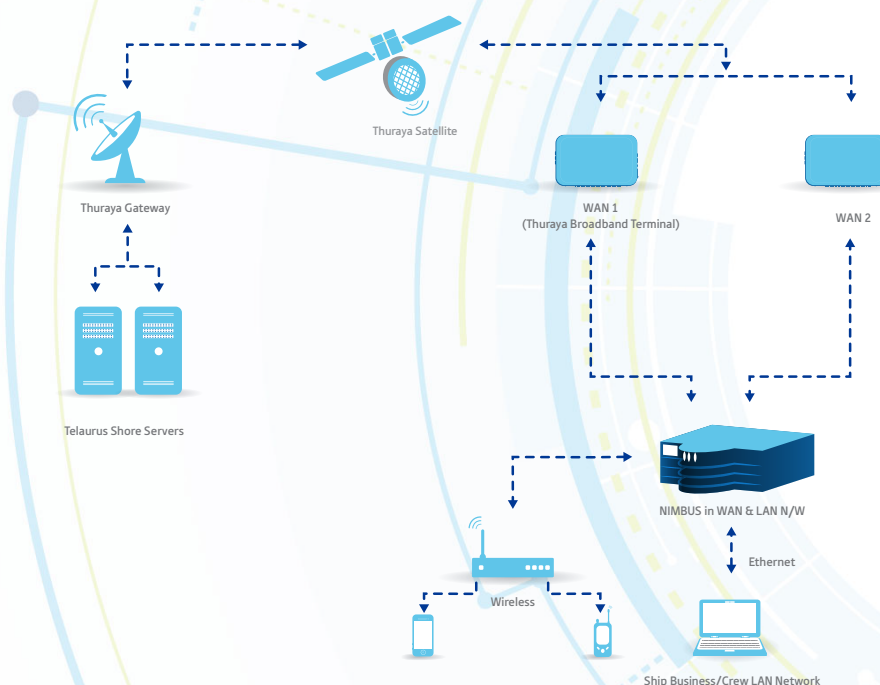 Thuraya Satellite
Thuraya Gateway
WAN 1
(Thuraya Broadband Terminal)
WAN 2
Telaurus Shore Servers
NIMBUS in WAN & LAN N/W
Ethernet
Wireless
Ship Business/Crew LAN Network